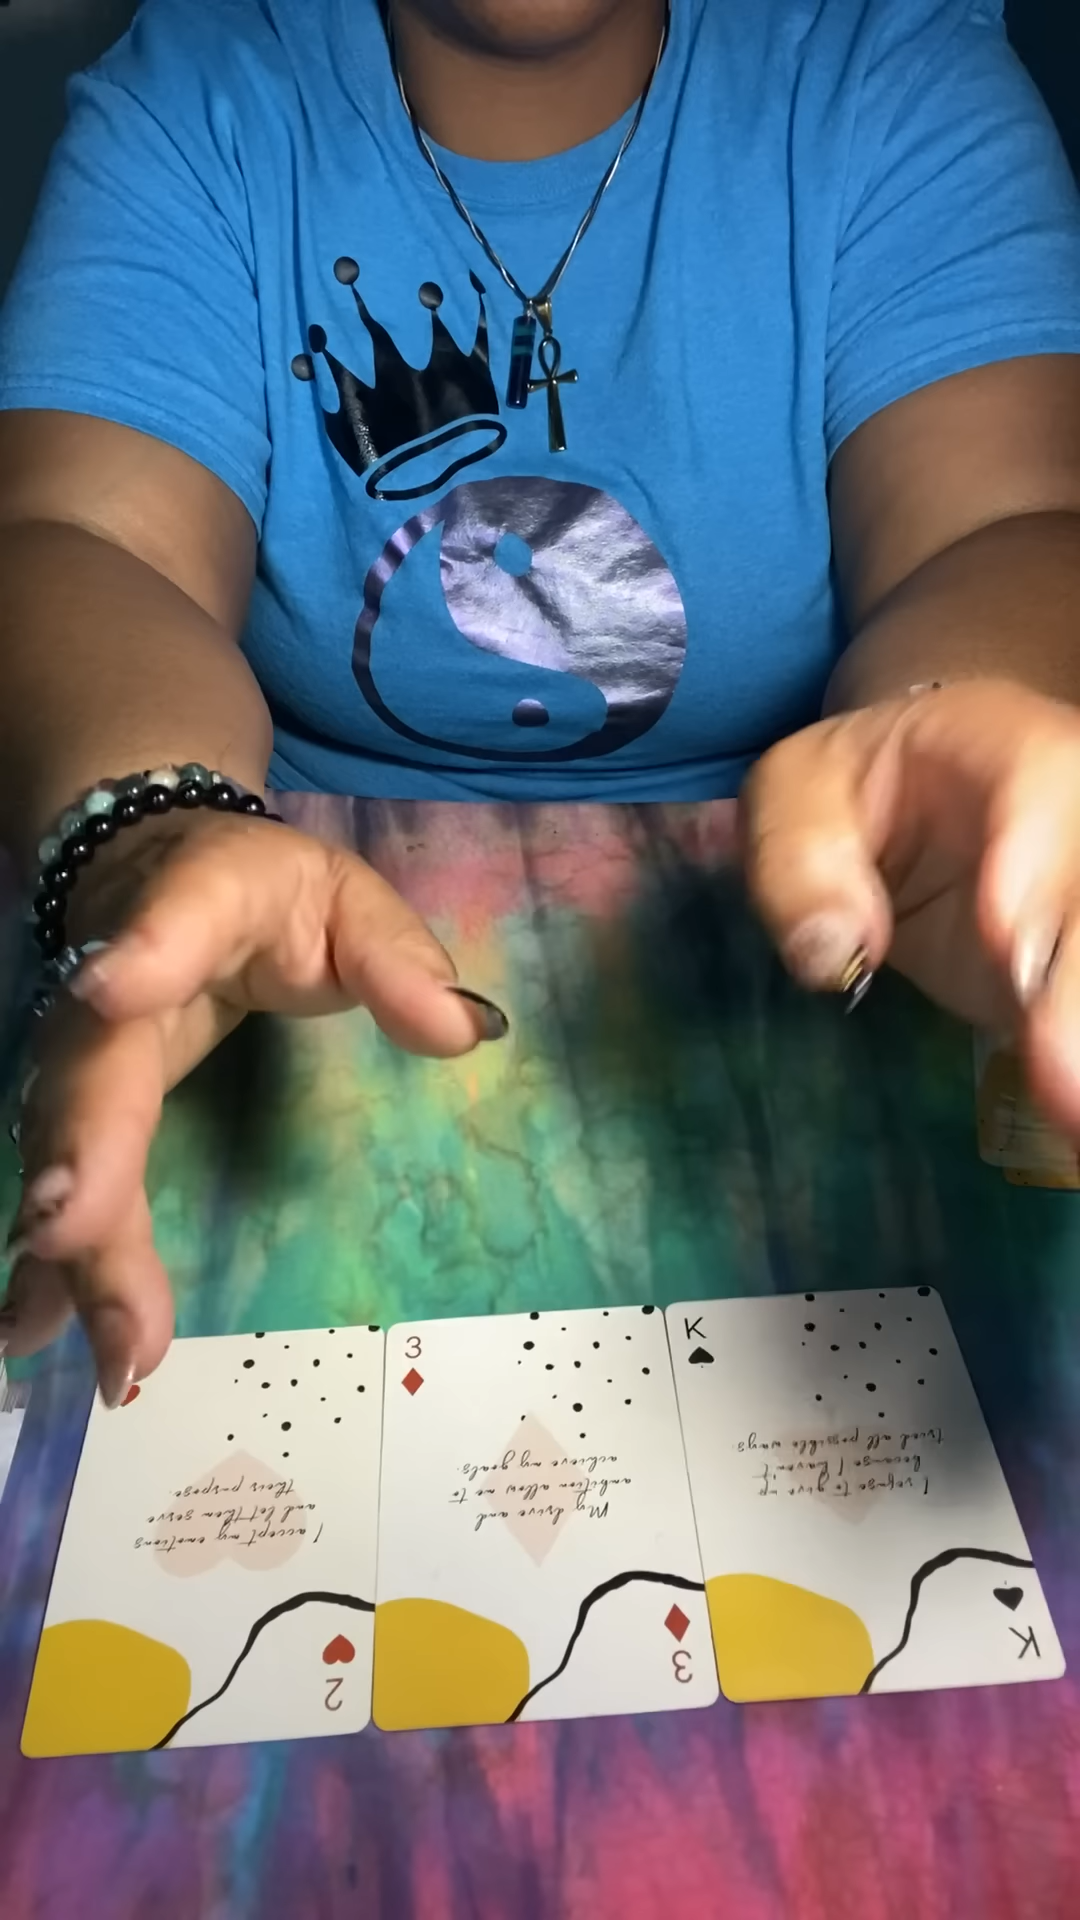 2
I accept my emotions
and let them serve
their purpose.
3
3
My drive and
ambition allow me to
achieve my goals.
K
K
I refuse to give up
because I haven't
tried all possible ways.